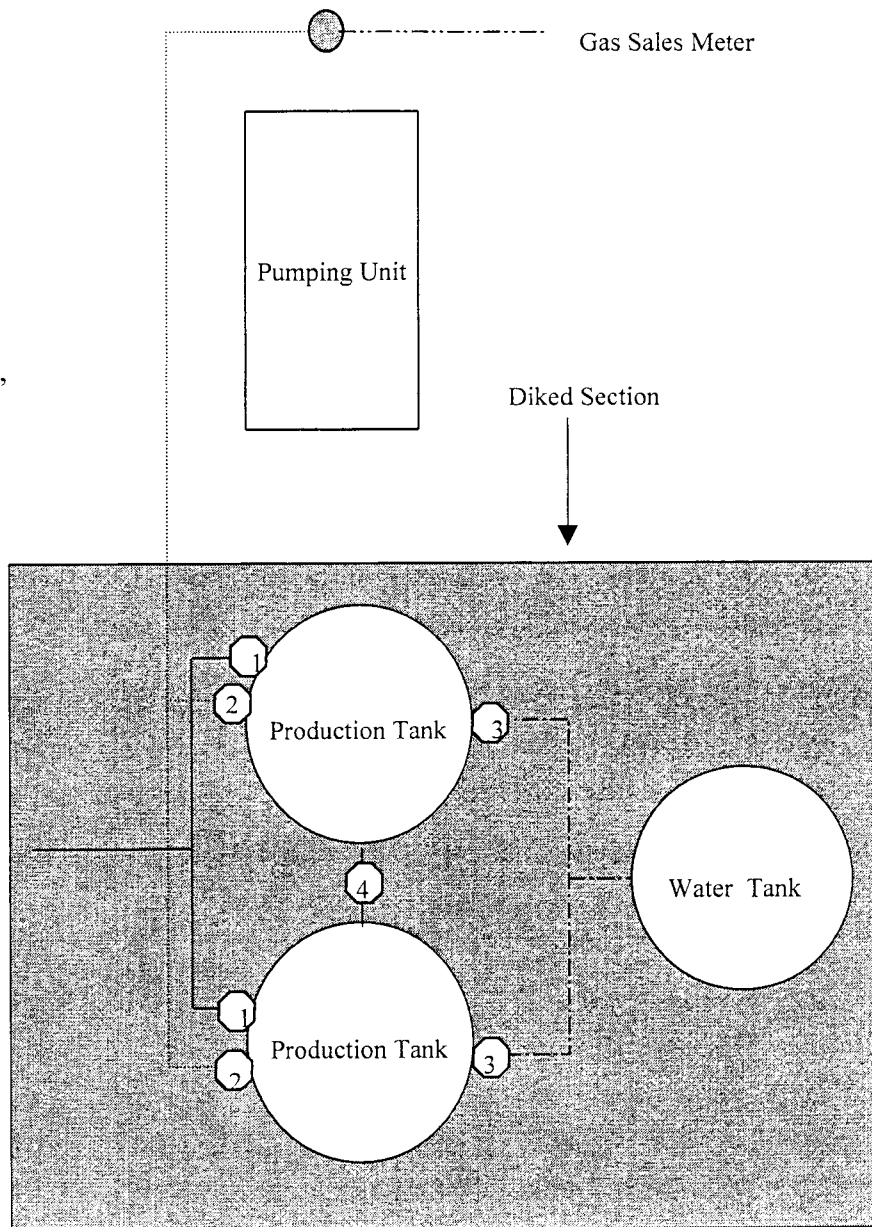 Gas Sales Meter
Pumping Unit
,
Diked Section
1
2
Production Tank
3
4
Water Tank
1
Production Tank
3
2